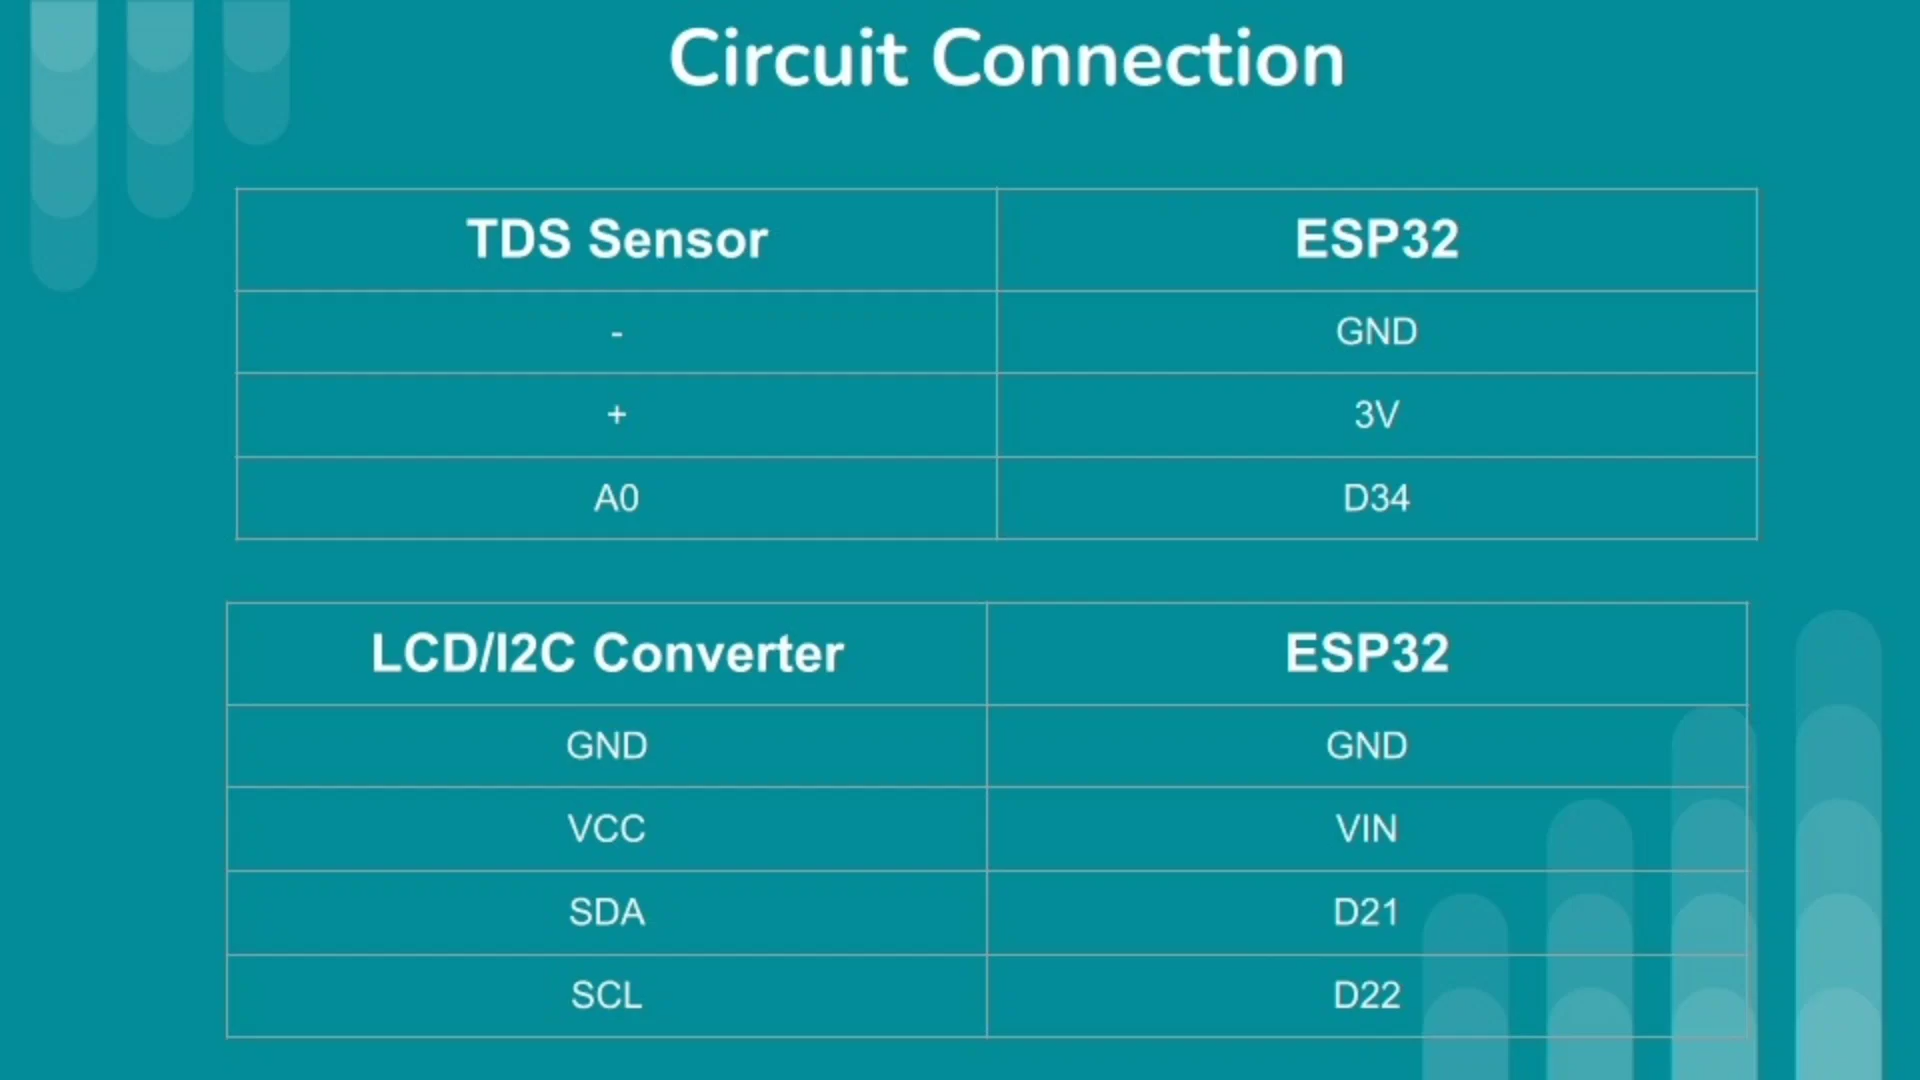 Circuit Connection
TDS Sensor ESP32
- GND
+ 3V
A0 D34
LCD/I2C Converter ESP32
GND GND
VCC VIN
SDA D21
SCL D22